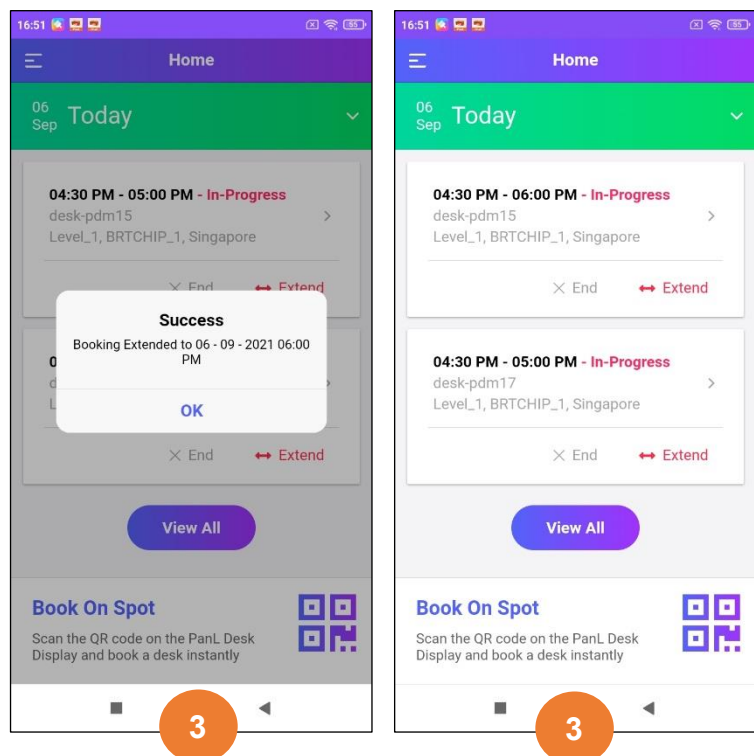 16:51 55
Home
06
Sep Today
04:30 PM - 05:00 PM - In-Progress
desk-pdm15
Level_1, BRTCHIP_1, Singapore
End Extend
Success
Booking Extended to 06 - 09 - 2021 06:00
PM
OK
End Extend
View All
Book On Spot
Scan the QR code on the PanL Desk
Display and book a desk instantly
3
16:51 55
Home
06
Sep Today
04:30 PM - 06:00 PM - In-Progress
desk-pdm15
Level_1, BRTCHIP_1, Singapore
End Extend
04:30 PM - 05:00 PM - In-Progress
desk-pdm17
Level_1, BRTCHIP_1, Singapore
End Extend
View All
Book On Spot
Scan the QR code on the PanL Desk
Display and book a desk instantly
3